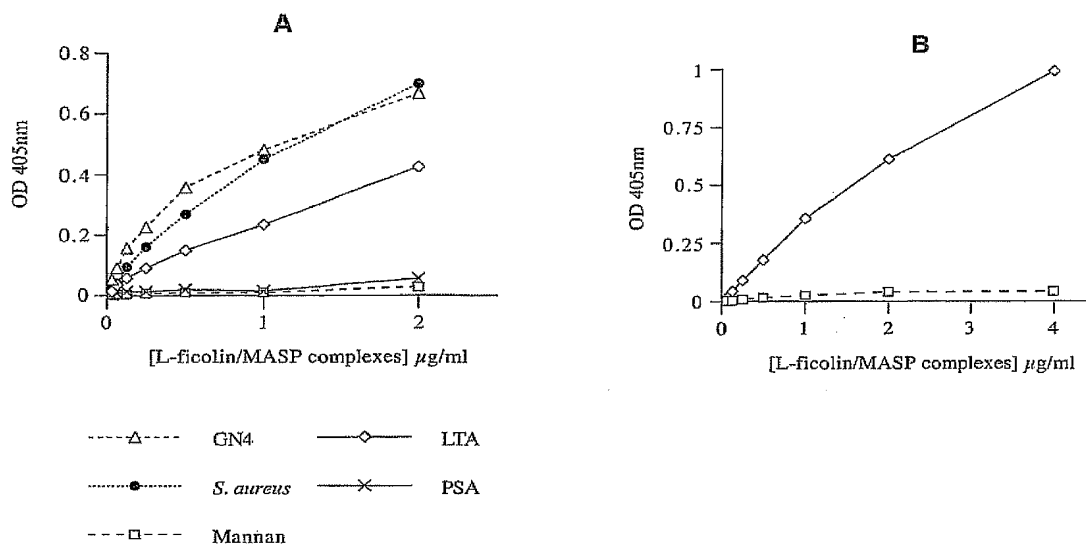 A
0.8
0.6
0.4
0.2
0
OD 405nm
0
1
2
[L-ficolin/MASP complexes] µg/ml
B
1
0.75
0.5
0.25
0
OD 405nm
0
1
2
3
4
[L-ficolin/MASP complexes] µg/ml
GN4
LTA
S. aureus
PSA
Mannan